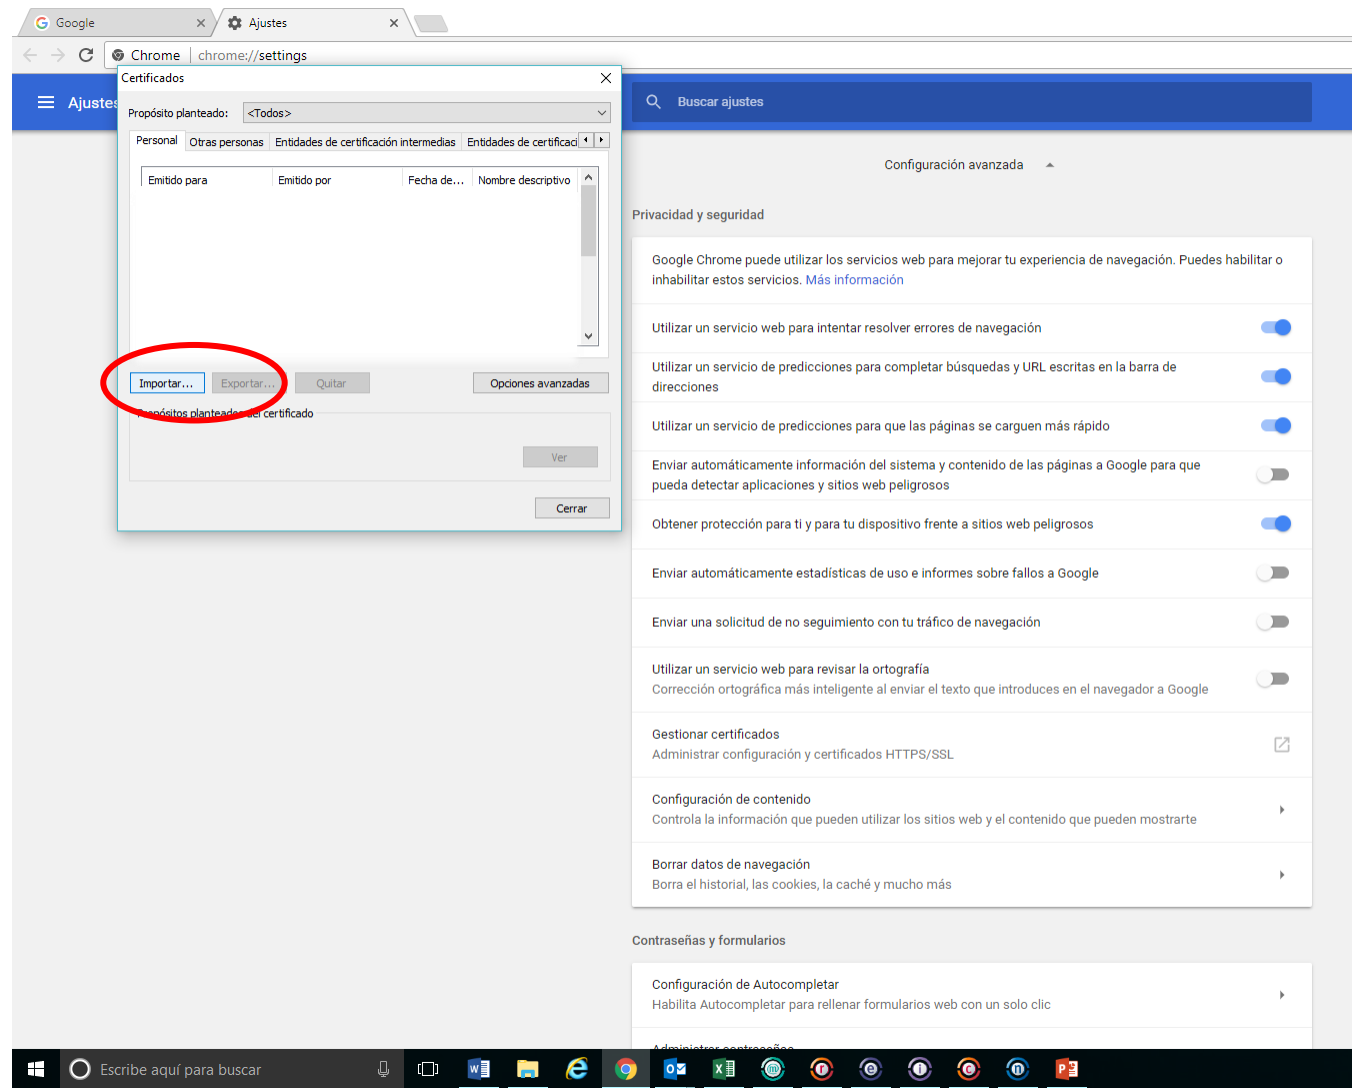 Google
Ajustes
Chrome
chrome://settings
Certificados
Ajustes
Buscar ajustes
Propósito planteado:
<Todos>
Personal
Otras personas
Entidades de certificación intermedias
Entidades de certificaci
Emitido para
Emitido por
Fecha de...
Nombre descriptivo
Importar...
Exportar...
Quitar
Opciones avanzadas
Propósitos planteados del certificado
Ver
Cerrar
Configuración avanzada
Privacidad y seguridad
Google Chrome puede utilizar los servicios web para mejorar tu experiencia de navegación. Puedes habilitar o
inhabilitar estos servicios. Más información
Utilizar un servicio web para intentar resolver errores de navegación
Utilizar un servicio de predicciones para completar búsquedas y URL escritas en la barra de
direcciones
Utilizar un servicio de predicciones para que las páginas se carguen más rápido
Enviar automáticamente información del sistema y contenido de las páginas a Google para que
pueda detectar aplicaciones y sitios web peligrosos
Obtener protección para ti y para tu dispositivo frente a sitios web peligrosos
Enviar automáticamente estadísticas de uso e informes sobre fallos a Google
Enviar una solicitud de no seguimiento con tu tráfico de navegación
Utilizar un servicio web para revisar la ortografía
Corrección ortográfica más inteligente al enviar el texto que introduces en el navegador a Google
Gestionar certificados
Administrar configuración y certificados HTTPS/SSL
Configuración de contenido
Controla la información que pueden utilizar los sitios web y el contenido que pueden mostrarte
Borrar datos de navegación
Borra el historial, las cookies, la caché y mucho más
Contraseñas y formularios
Configuración de Autocompletar
Habilita Autocompletar para rellenar formularios web con un solo clic
Administrar contraseñas
Escribe aquí para buscar